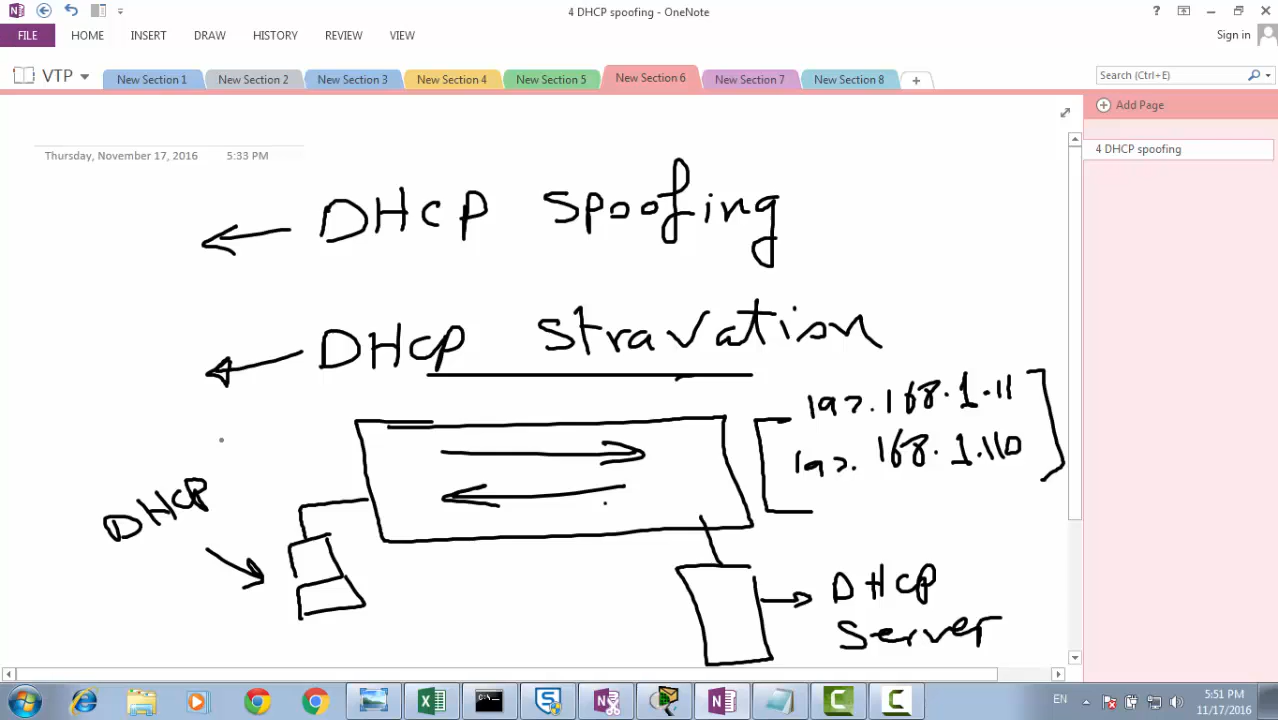 4 DHCP spoofing - OneNote
?
FILE HOME INSERT DRAW HISTORY REVIEW VIEW
Sign in
VTP
New Section 1 New Section 2 New Section 3 New Section 4 New Section 5 New Section 6 New Section 7 New Section 8
Search (Ctrl+E)
Add Page
4 DHCP spoofing
Thursday, November 17, 2016 5:33 PM
DHCP spoofing
DHCP stravation
192.168.1.11
192.168.1.110
DHCP
DHCP
Server
EN
5:51 PM
11/17/2016